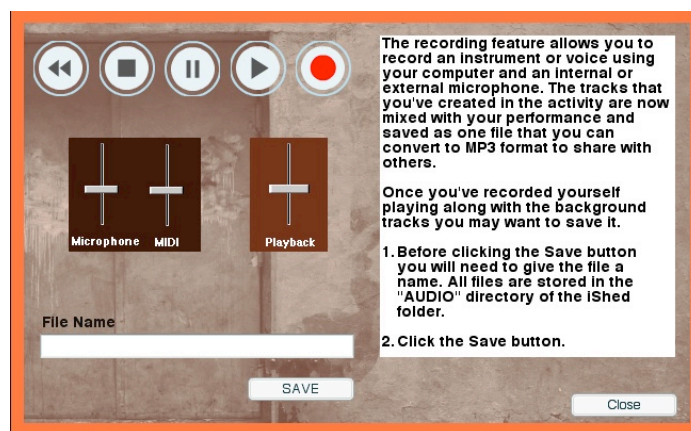 The recording feature allows you to
record an instrument or voice using
your computer and an internal or
external microphone. The tracks that
you've created in the activity are now
mixed with your performance and
saved as one file that you can
convert to MP3 format to share with
others.
Once you've recorded yourself
playing along with the background
tracks you may want to save it.
1. Before clicking the Save button
you will need to give the file a
name. All files are stored in the
"AUDIO" directory of the iShed
folder.
2. Click the Save button.
Microphone MIDI Playback
File Name
SAVE
Close